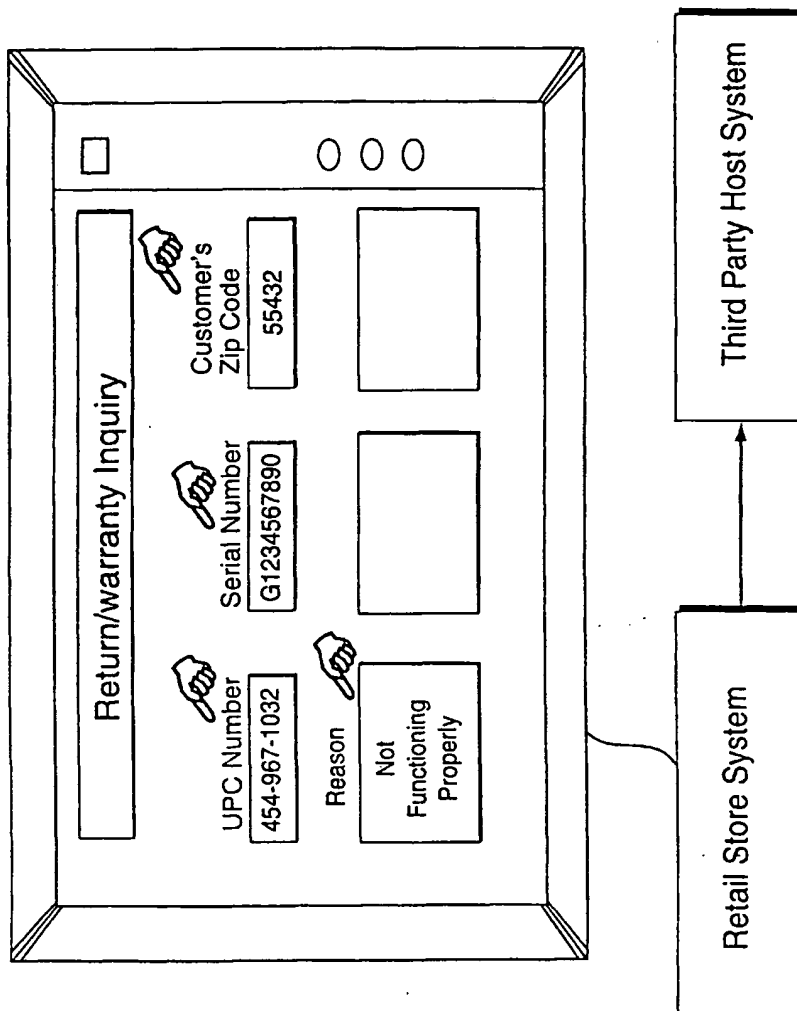 Return/warranty Inquiry
UPC Number
454-967-1032
Serial Number
G1234567890
Customer's
Zip Code
55432
Reason
Not
Functioning
Properly
Retail Store System
Third Party Host System